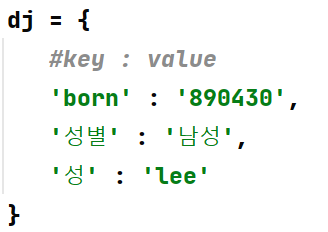 dj = {
#key : value
'born' : '890430',
'성별' : '남성',
'성' : 'lee'
}